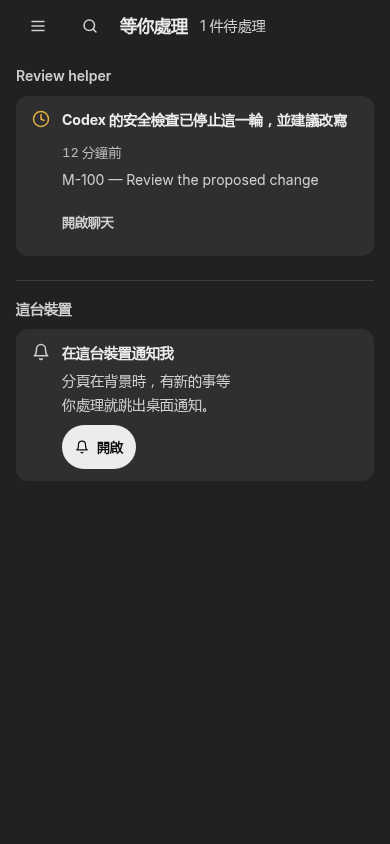 等你處理 1 件待處理
Review helper
Codex 的安全檢查已停止這一輪，並建議改寫
12 分鐘前
M-100 — Review the proposed change
開啟聊天
這台裝置
在這台裝置通知我
分頁在背景時，有新的事等
你處理就跳出桌面通知。
開啟